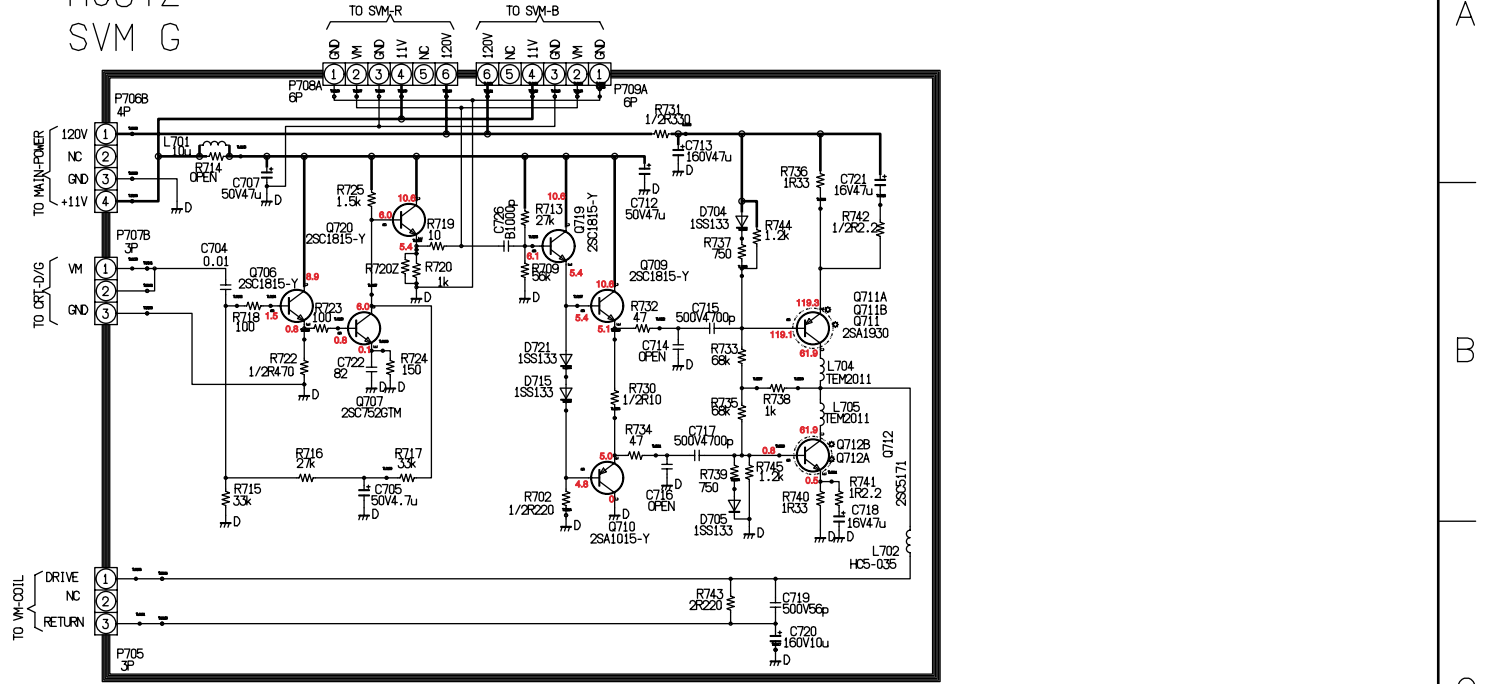 SVM G
A
B
TO SVM-R
TO SVM-B
GND VM GND 11V NC 120V
120V NC 11V GND VM GND
1 2 3 4 5 6
6 5 4 3 2 1
P708A
6P
P709A
6P
P706B
4P
TO MAIN-POWER
120V 1
NC 2
GND 3
+11V 4
L701
10u
R714
OPEN
C707
50V47u
D
R731
1/2R330
C713
160V47u
D
C712
50V47u
D
R725
1.5k
Q720
2SC1815-Y
10.6
6.0
5.4
R719
10
R720Z
R720
1k
D
C726
B1000p
R713
27k
Q719
2SC1815-Y
10.6
6.1
5.4
R709
56k
D
D704
1SS133
R744
1.2k
R737
750
R736
1R33
C721
16V47u
R742
1/2R2.2
P707B
3P
TO CRT-D/G
VM 1
2
GND 3
C704
0.01
Q706
2SC1815-Y
8.9
1.5
0.8
R718
100
R723
100
6.0
0.8
0.1
R722
1/2R470
D
C722
82
R724
150
D D
Q707
2SC752GTM
Q709
2SC1815-Y
10.6
5.4
5.1
R732
47
C715
500V4700p
C714
OPEN
D
R733
68k
119.3
119.1
61.9
Q711A
Q711B
Q711
2SA1930
L704
TEM2011
D721
1SS133
D715
1SS133
R730
1/2R10
R735
68k
R738
1k
L705
TEM2011
R734
47
C717
500V4700p
61.9
0.8
0.5
Q712B
Q712A
Q712
2SC5171
R716
27k
R717
33k
R715
33k
D
C705
50V4.7u
D
R702
1/2R220
D
5.0
4.8
0
D
Q710
2SA1015-Y
C716
OPEN
D
R739
750
R745
1.2k
D705
1SS133
D
R740
1R33
R741
1R2.2
C718
16V47u
D D
L702
HC5-035
TO VM-COIL
DRIVE 1
NC 2
RETURN 3
P705
3P
R743
2R220
C719
500V56p
C720
160V10u
D